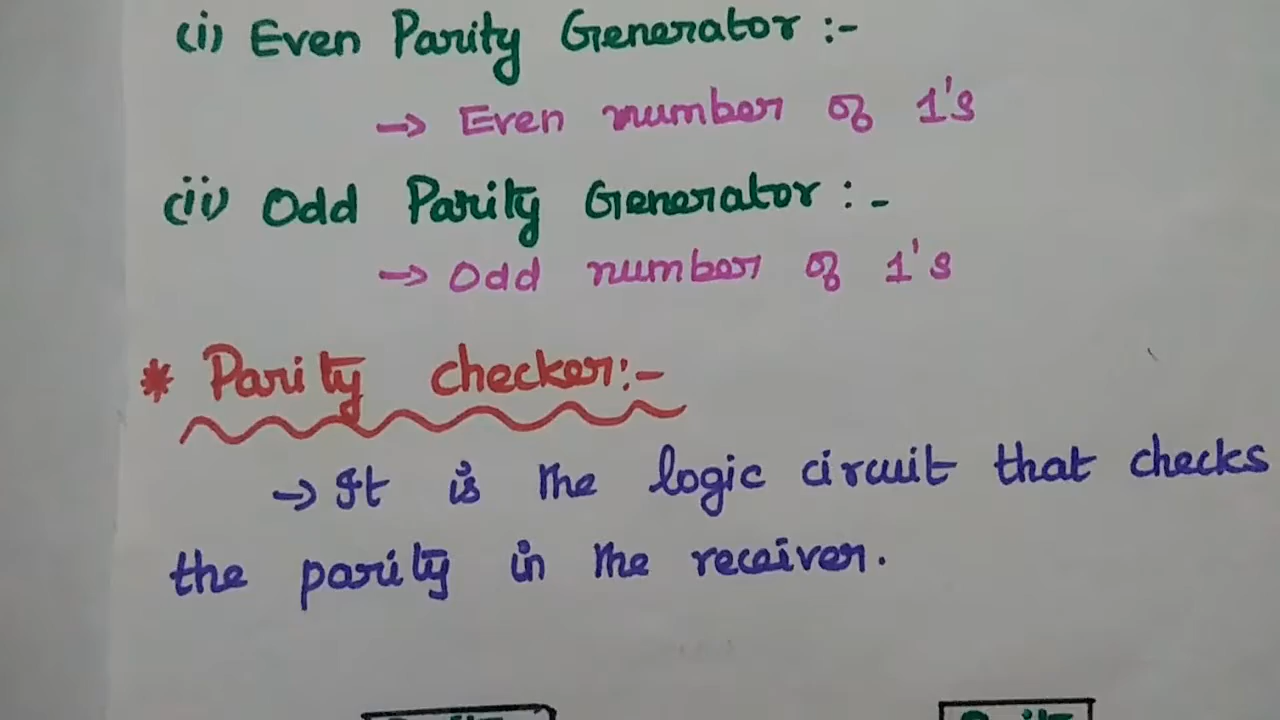 (i) Even Parity Generator :-
→ Even number of 1's
(ii) Odd Parity Generator :-
→ Odd number of 1's
* Parity checker:-
→ It is the logic circuit that checks
the parity in the receiver.